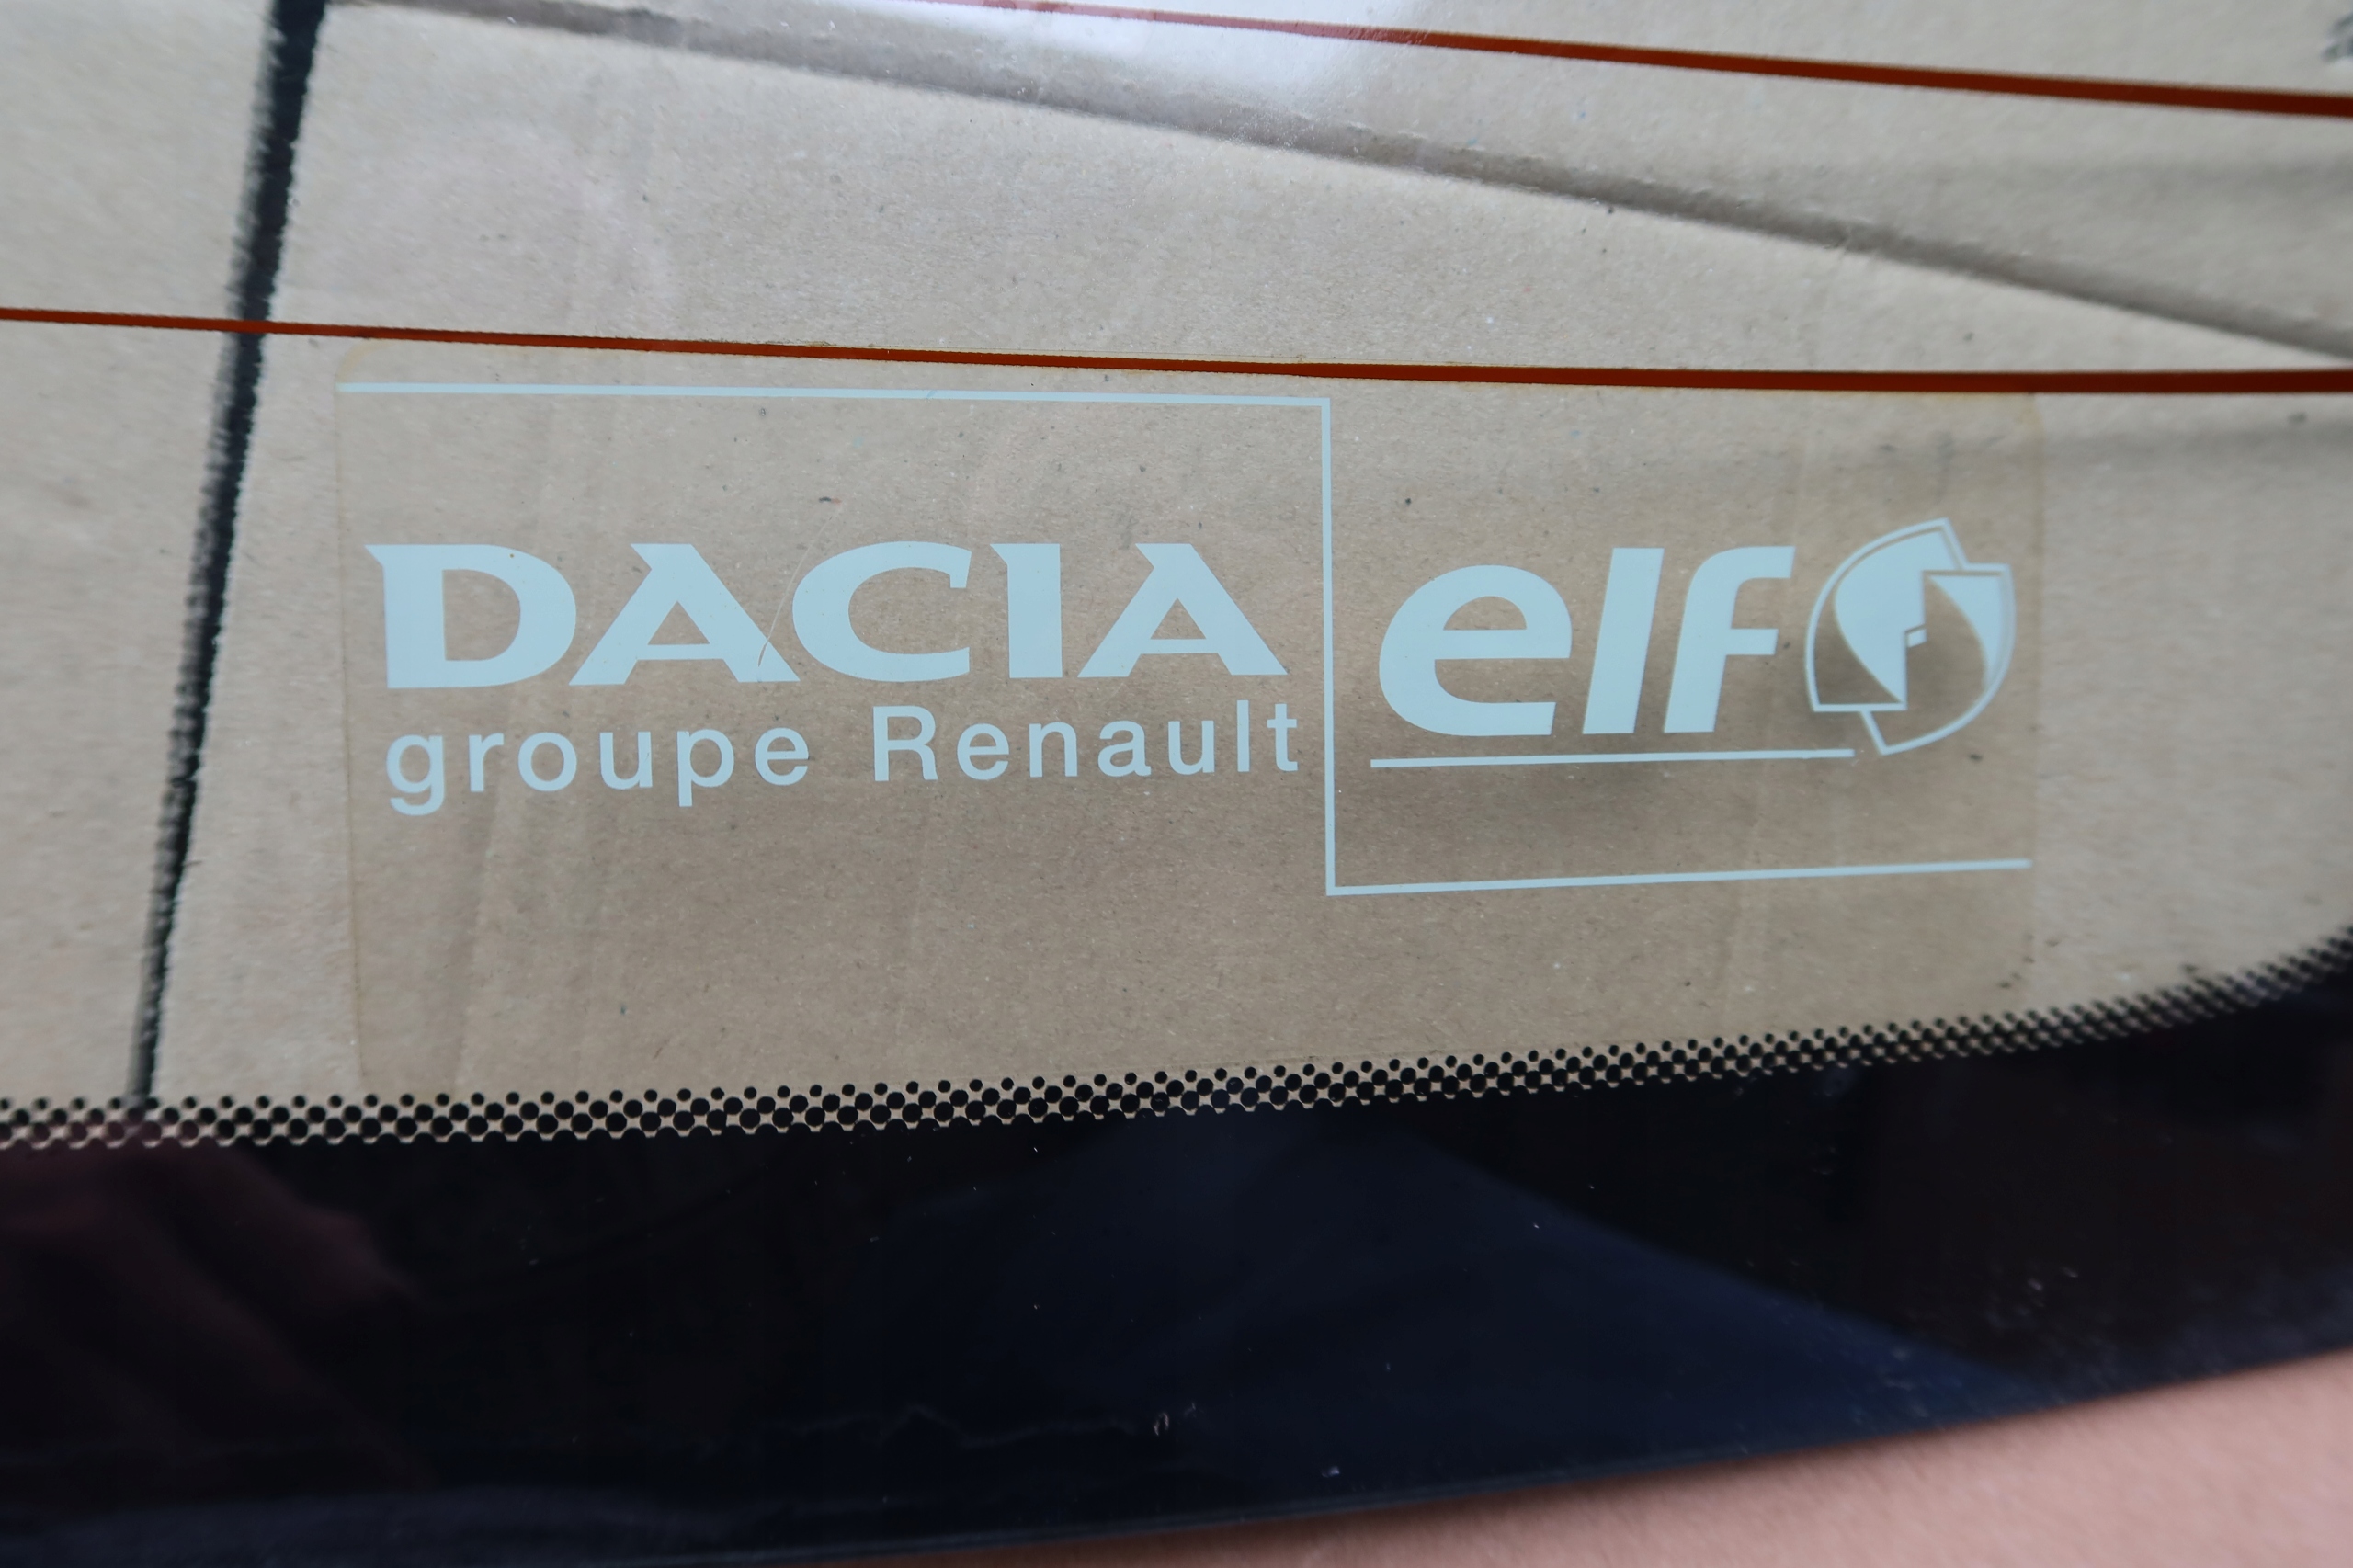 DACIA
groupe Renault
elf